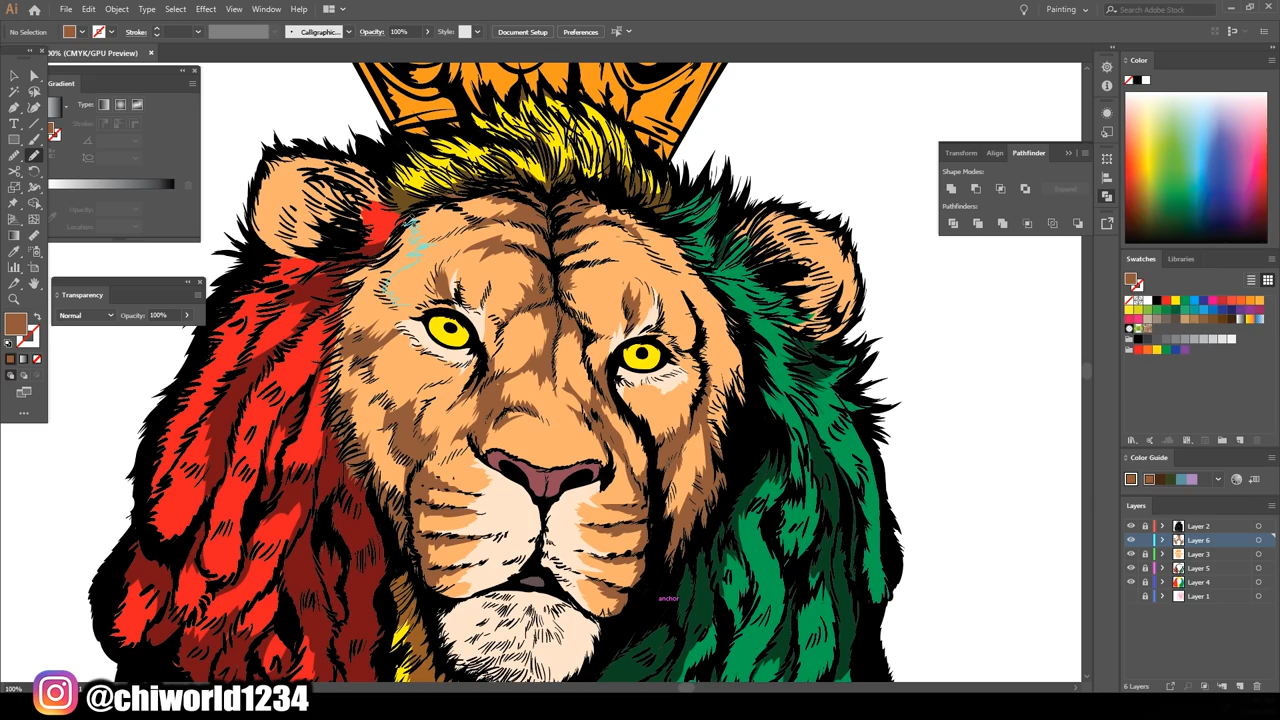 Ai File Edit Object Type Select Effect View Window Help Painting Search Adobe Stock
No Selection Stroke: Calligraphic... Opacity: 100% Style: Document Setup Preferences
00% (CMYK/GPU Preview)
Gradient
Type:
Stroke:
Opacity:
Location:
Transparency
Normal Opacity: 100%
Transform Align Pathfinder
Shape Modes:
Expand
Pathfinders:
Color
Swatches Libraries
Color Guide
Layers
Layer 2
Layer 6
Layer 3
Layer 5
Layer 4
Layer 1
6 Layers
anchor
100%
@chiworld1234